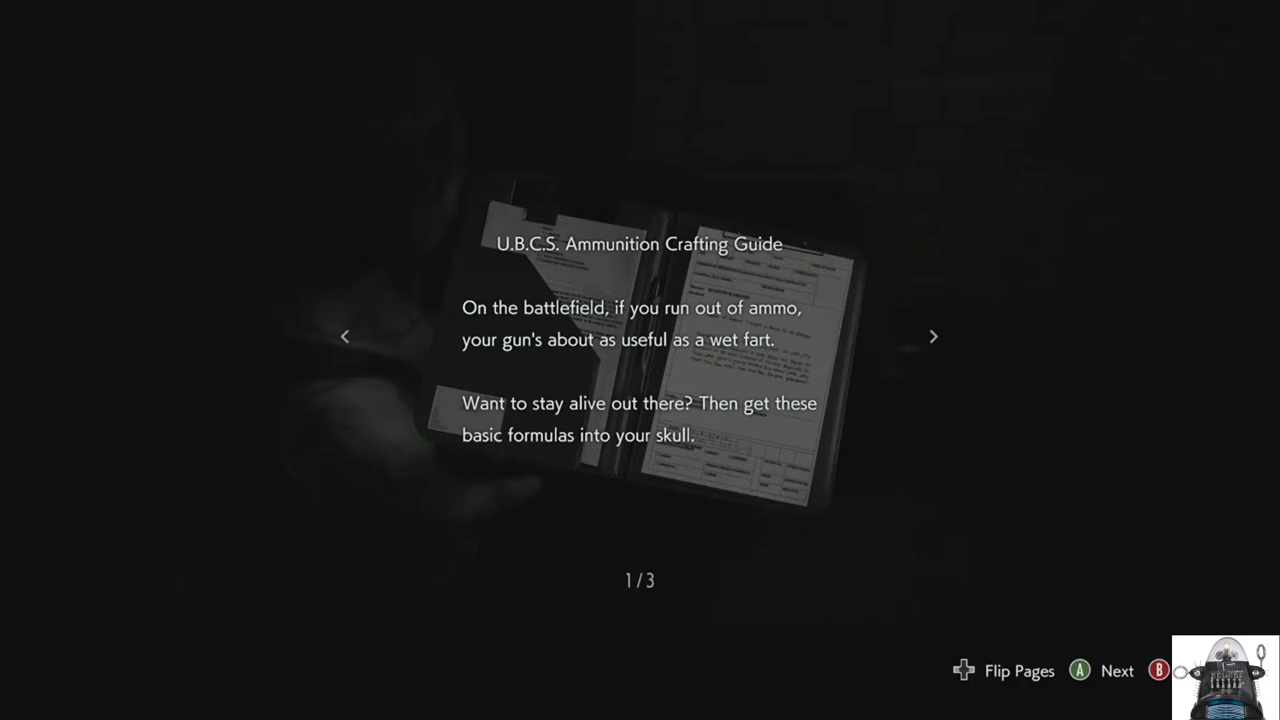 U.B.C.S. Ammunition Crafting Guide
On the battlefield, if you run out of ammo,
your gun's about as useful as a wet fart.
Want to stay alive out there? Then get these
basic formulas into your skull.
1 / 3
Flip Pages A Next B